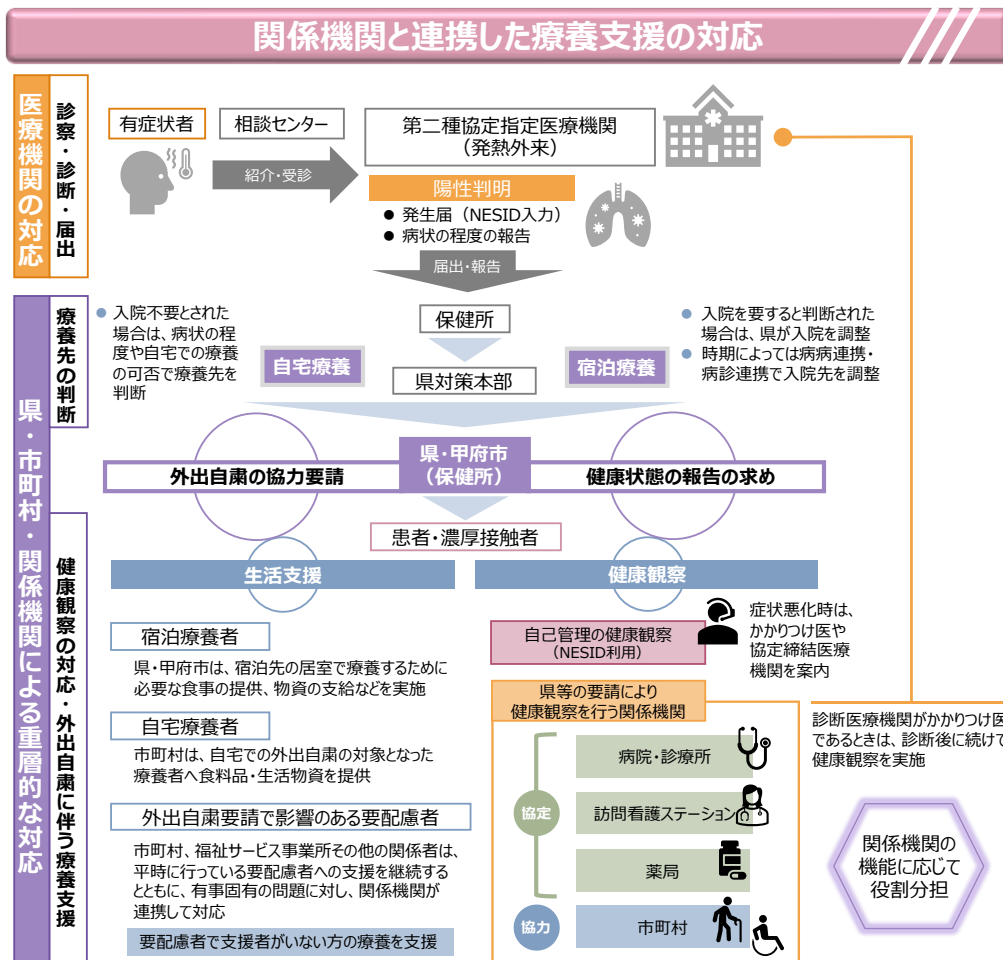 関係機関と連携した療養支援の対応
医療機関の対応
診察・診断・届出
有症状者
相談センター
紹介・受診
第二種協定指定医療機関
（発熱外来）
陽性判明
● 発生届（NESID入力）
● 病状の程度の報告
届出・報告
県・市町村・関係機関による重層的な対応
療養先の判断
● 入院不要とされた
場合は、病状の程
度や自宅での療養
の可否で療養先を
判断
保健所
自宅療養
県対策本部
宿泊療養
● 入院を要すると判断された
場合は、県が入院を調整
● 時期によっては病病連携・
病診連携で入院先を調整
外出自粛の協力要請
県・甲府市
（保健所）
健康状態の報告の求め
患者・濃厚接触者
健康観察の対応・外出自粛に伴う療養支援
生活支援
宿泊療養者
県・甲府市は、宿泊先の居室で療養するために
必要な食事の提供、物資の支給などを実施
自宅療養者
市町村は、自宅での外出自粛の対象となった
療養者へ食料品・生活物資を提供
外出自粛要請で影響のある要配慮者
市町村、福祉サービス事業所その他の関係者は、
平時に行っている要配慮者への支援を継続する
とともに、有事固有の問題に対し、関係機関が
連携して対応
要配慮者で支援者がいない方の療養を支援
健康観察
自己管理の健康観察
（NESID利用）
症状悪化時は、
かかりつけ医や
協定締結医療
機関を案内
県等の要請により
健康観察を行う関係機関
協定
病院・診療所
訪問看護ステーション
薬局
協力
市町村
診断医療機関がかかりつけ医
であるときは、診断後に続けて
健康観察を実施
関係機関の
機能に応じて
役割分担